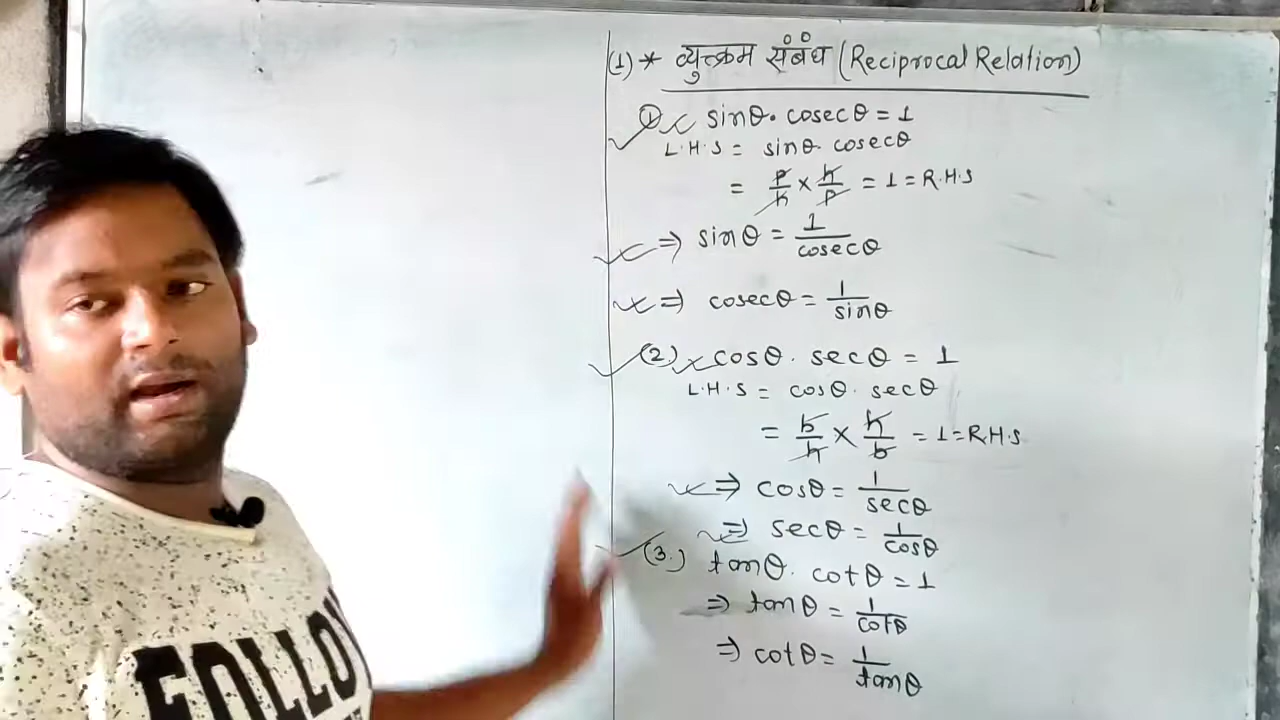 (1) * व्युत्क्रम संबंध (Reciprocal Relation)
① sinθ. cosecθ = 1
L.H.S = sinθ. cosecθ
= p/h × h/p = 1 = R.H.S
⇒ sinθ = 1/cosecθ
⇒ cosecθ = 1/sinθ
(2.) cosθ. secθ = 1
L.H.S = cosθ. secθ
= b/h × h/b = 1 = R.H.S
⇒ cosθ = 1/secθ
⇒ secθ = 1/cosθ
(3.) tanθ. cotθ = 1
⇒ tanθ = 1/cotθ
⇒ cotθ = 1/tanθ
FOLLOW